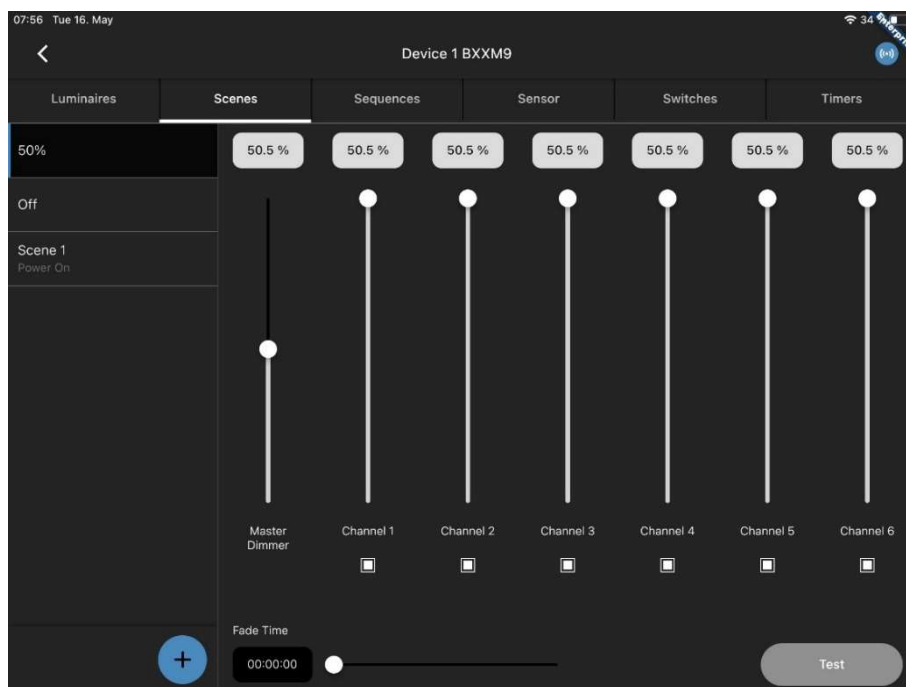 07:56 Tue 16. May
34 %
Enterpri
Device 1 BXXM9
Luminaires Scenes Sequences Sensor Switches Timers
50%
50.5 % 50.5 % 50.5 % 50.5 % 50.5 % 50.5 % 50.5 %
Off
Scene 1
Power On
Master Dimmer Channel 1 Channel 2 Channel 3 Channel 4 Channel 5 Channel 6
Fade Time
00:00:00
Test